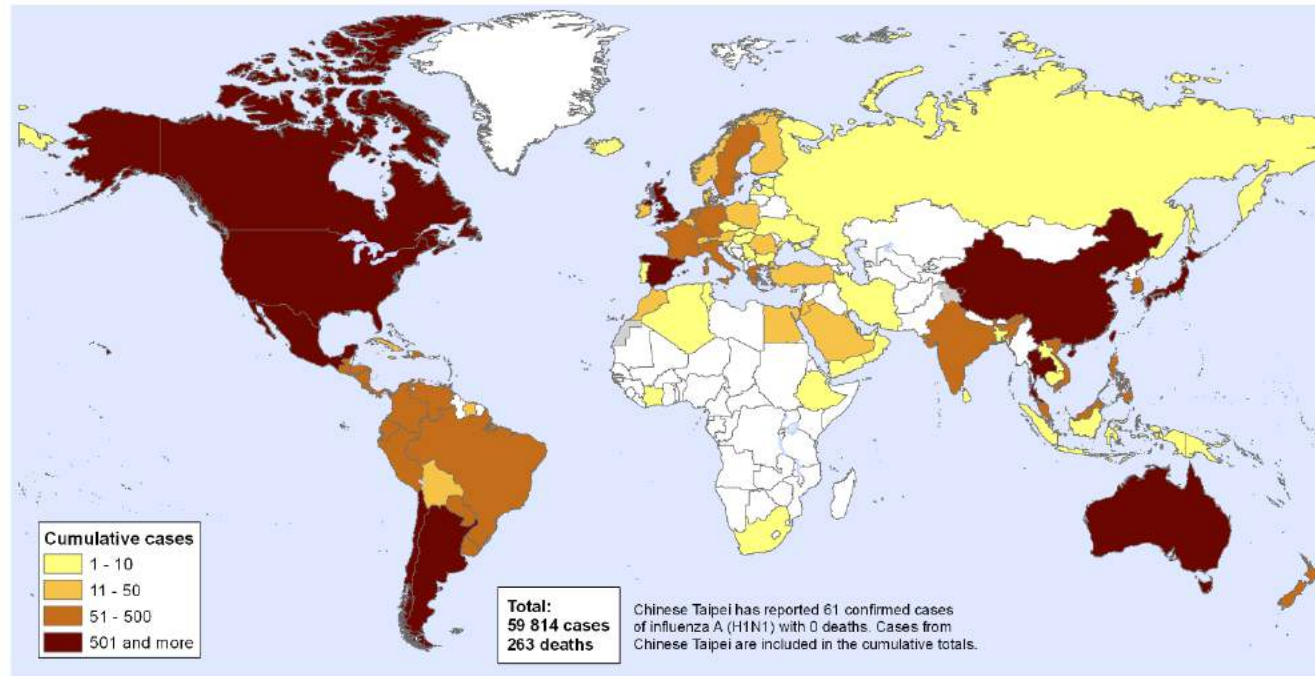 Cumulative cases
1 - 10
11 - 50
51 - 500
501 and more
Total:
59 814 cases
263 deaths
Chinese Taipei has reported 61 confirmed cases
of influenza A (H1N1) with 0 deaths. Cases from
Chinese Taipei are included in the cumulative totals.